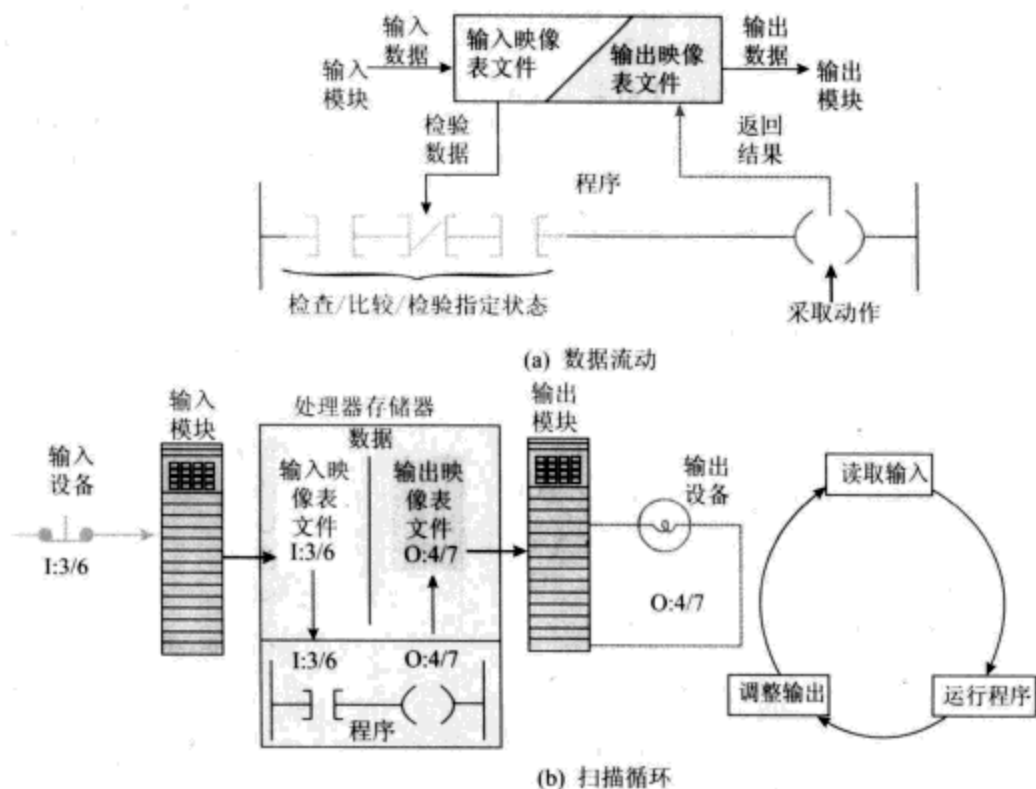 输入
数据
输入
模块
输入映像
表文件
输出映像
表文件
输出
数据
输出
模块
检验
数据
返回
结果
程序
检查/比较/检验指定状态
采取动作
(a) 数据流动
输入
模块
处理器存储器
数据
输出
模块
输入
设备
I:3/6
输入映
像表
文件
I:3/6
输出映
像表
文件
O:4/7
输出
设备
O:4/7
I:3/6
O:4/7
程序
读取输入
调整输出
运行程序
(b) 扫描循环